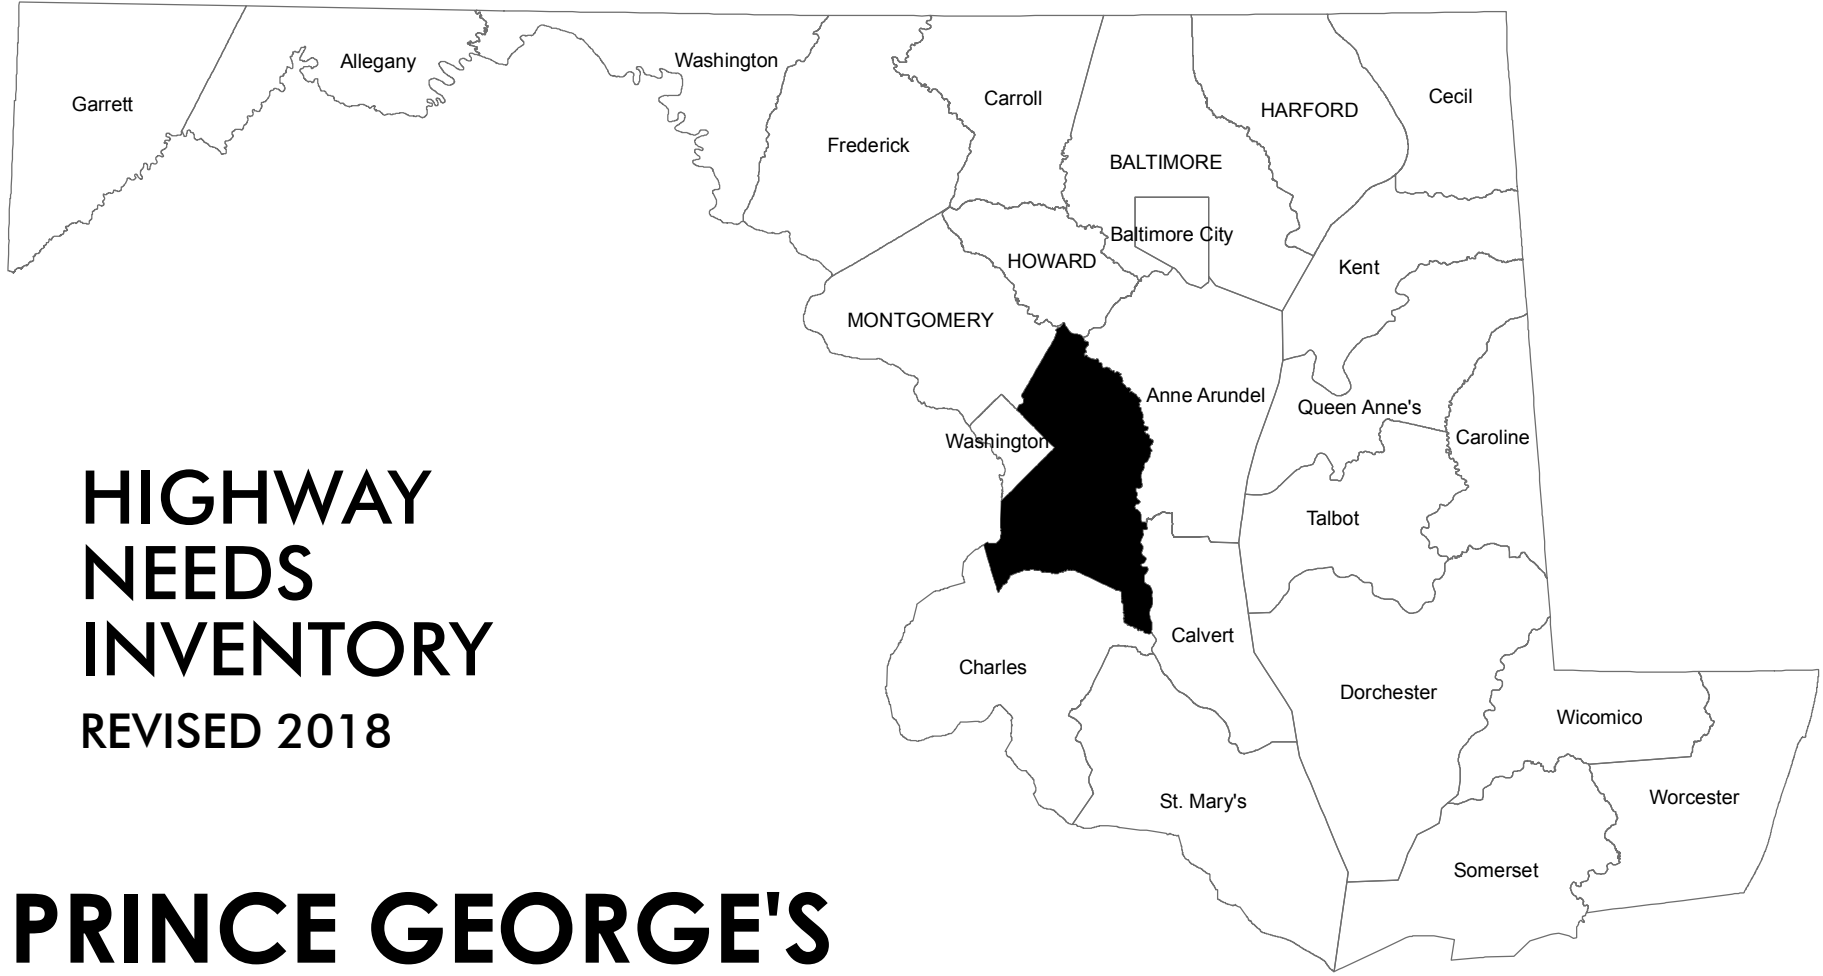 Garrett
Allegany
Washington
Frederick
Carroll
BALTIMORE
HARFORD
Cecil
Baltimore City
HOWARD
Kent
MONTGOMERY
Anne Arundel
Queen Anne's
Washington
Caroline
Talbot
Calvert
Charles
Dorchester
Wicomico
St. Mary's
Worcester
Somerset
HIGHWAY
NEEDS
INVENTORY
REVISED 2018
PRINCE GEORGE'S